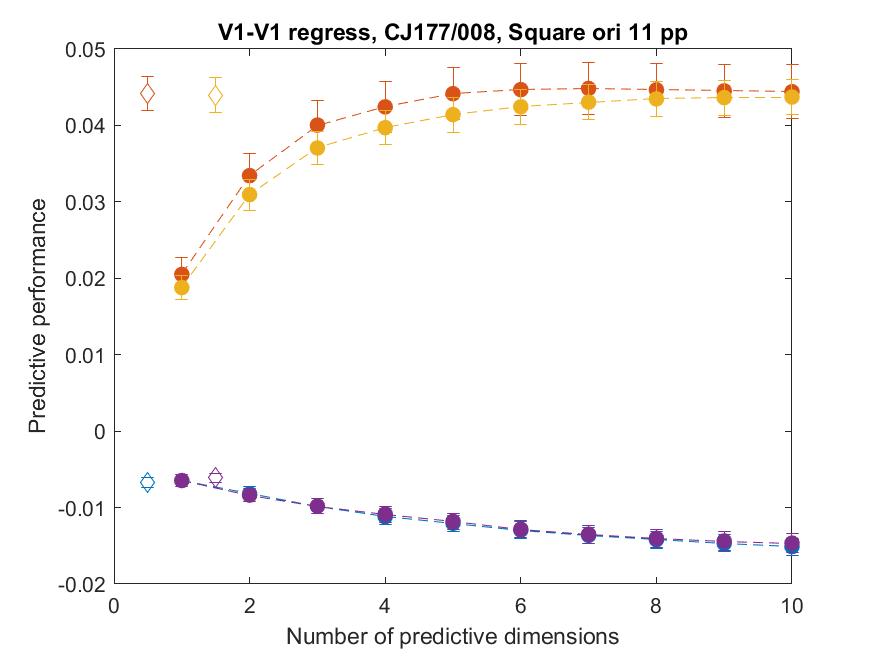 V1-V1 regress, CJ177/008, Square ori 11 pp
0.05
0.04
0.03
0.02
0.01
0
-0.01
-0.02
Predictive performance
0 2 4 6 8 10
Number of predictive dimensions